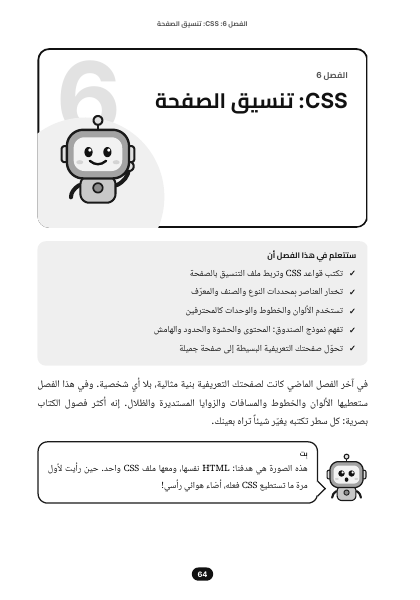 الفصل 6: CSS: تنسيق الصفحة
6
الفصل 6
CSS: تنسيق الصفحة
ستتعلم في هذا الفصل أن
✓ تكتب قواعد CSS وتربط ملف التنسيق بالصفحة
✓ تختار العناصر بمحددات النوع والصنف والمعرّف
✓ تستخدم الألوان والخطوط والوحدات كالمحترفين
✓ تفهم نموذج الصندوق: المحتوى والحشوة والحدود والهامش
✓ تحوّل صفحتك التعريفية البسيطة إلى صفحة جميلة
في آخر الفصل الماضي كانت لصفحتك التعريفية بنية مثالية، بلا أي شخصية. وفي هذا الفصل
ستعطيها الألوان والخطوط والمسافات والزوايا المستديرة والظلال. إنه أكثر فصول الكتاب
بصرية: كل سطر تكتبه يغيّر شيئاً تراه بعينك.
بت
هذه الصورة هي هدفنا: HTML نفسها، ومعها ملف CSS واحد. حين رأيت لأول
مرة ما تستطيع CSS فعله، أضاء هوائي رأسي!
64